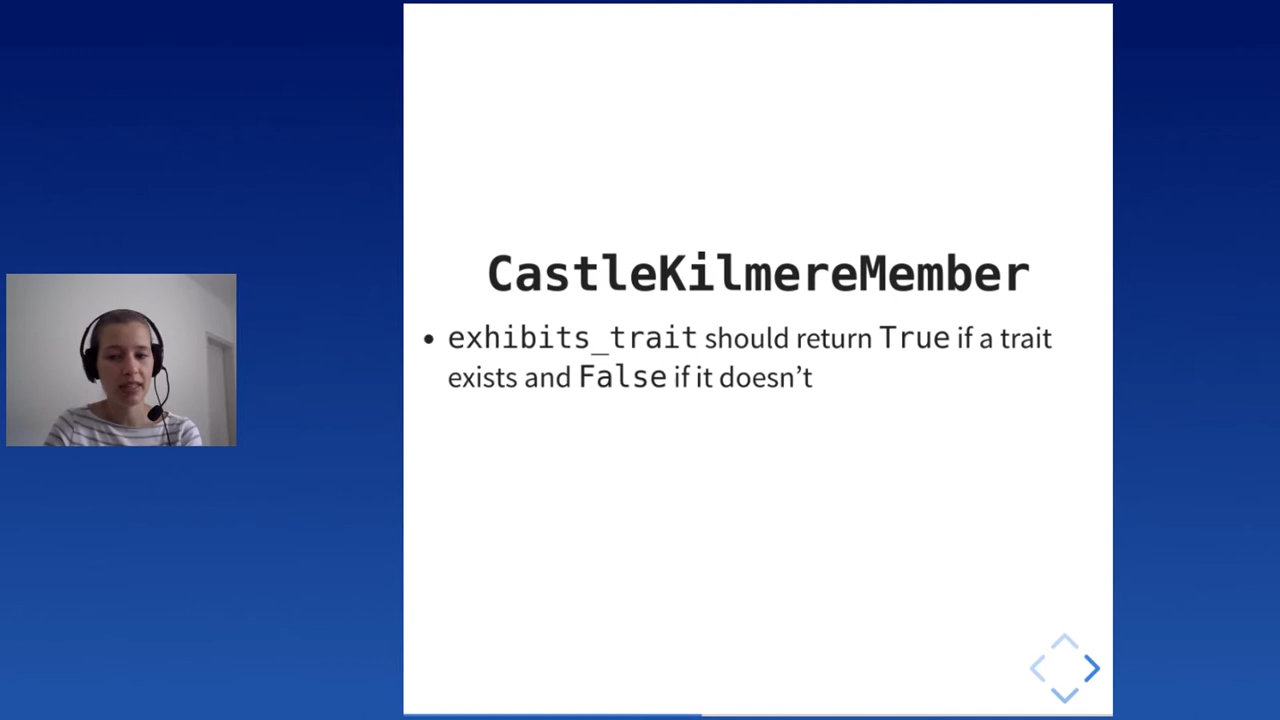 CastleKilmereMember
• exhibits_trait should return True if a trait
exists and False if it doesn’t